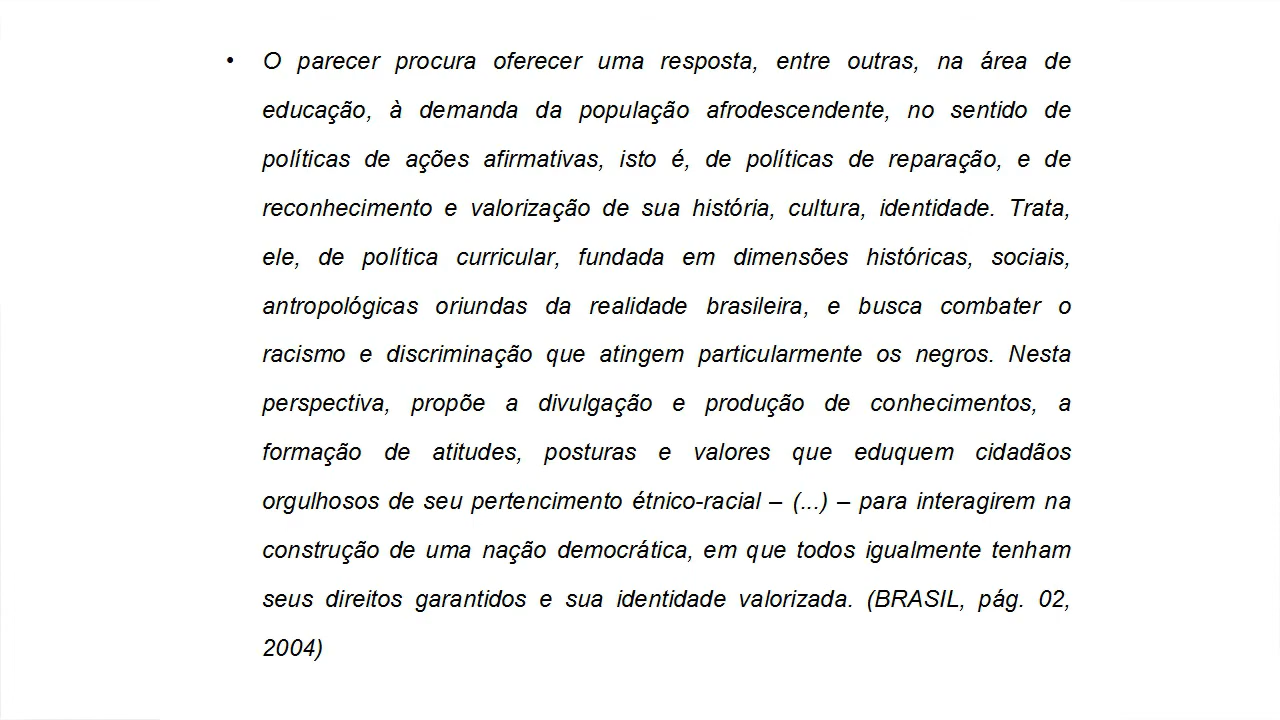 • O parecer procura oferecer uma resposta, entre outras, na área de
educação, à demanda da população afrodescendente, no sentido de
políticas de ações afirmativas, isto é, de políticas de reparação, e de
reconhecimento e valorização de sua história, cultura, identidade. Trata,
ele, de política curricular, fundada em dimensões históricas, sociais,
antropológicas oriundas da realidade brasileira, e busca combater o
racismo e discriminação que atingem particularmente os negros. Nesta
perspectiva, propõe a divulgação e produção de conhecimentos, a
formação de atitudes, posturas e valores que eduquem cidadãos
orgulhosos de seu pertencimento étnico-racial – (...) – para interagirem na
construção de uma nação democrática, em que todos igualmente tenham
seus direitos garantidos e sua identidade valorizada. (BRASIL, pág. 02,
2004)